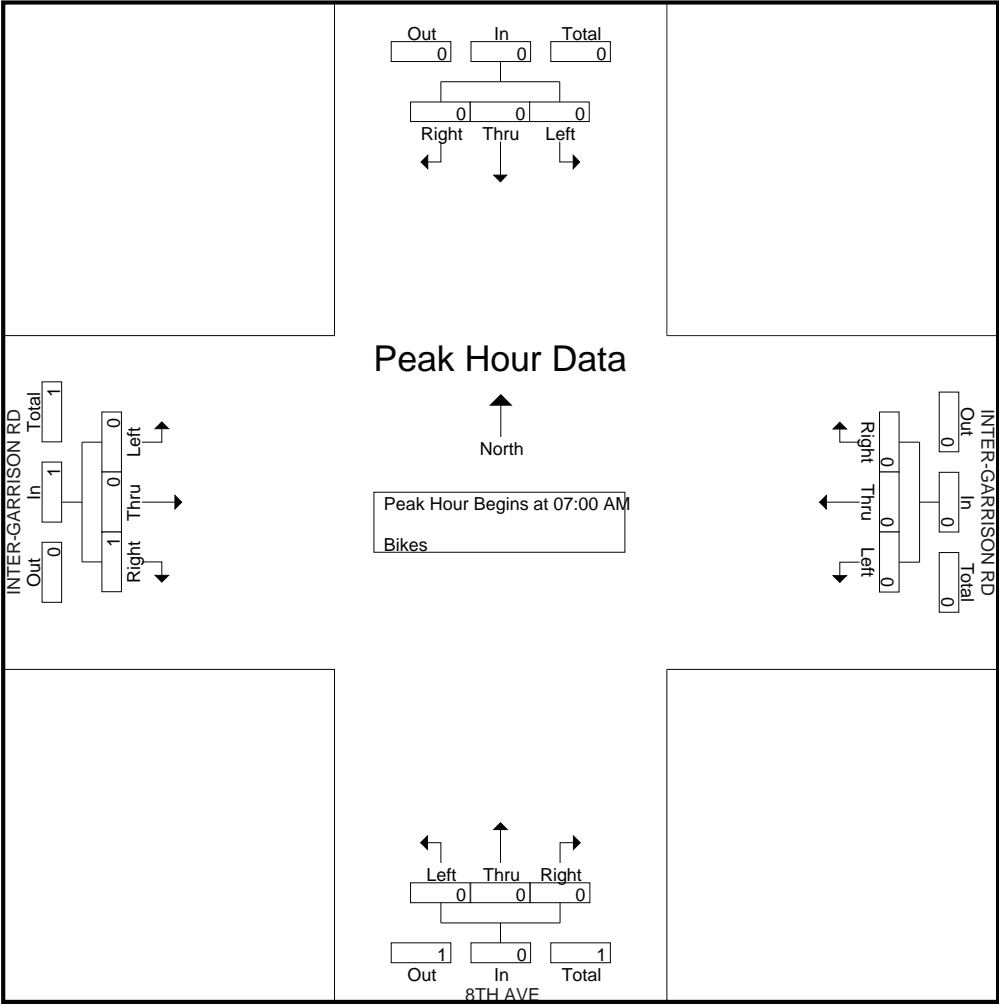 Out In Total
0 0 0
0 0 0
Right Thru Left
Peak Hour Data
North
Peak Hour Begins at 07:00 AM
Bikes
INTER-GARRISON RD
Total In Out
1 1 0
0 0 1
Left Thru Right
Right Thru Left
0 0 0
Out In Total
0 0 0
INTER-GARRISON RD
Left Thru Right
0 0 0
1 0 1
Out In Total
8TH AVE